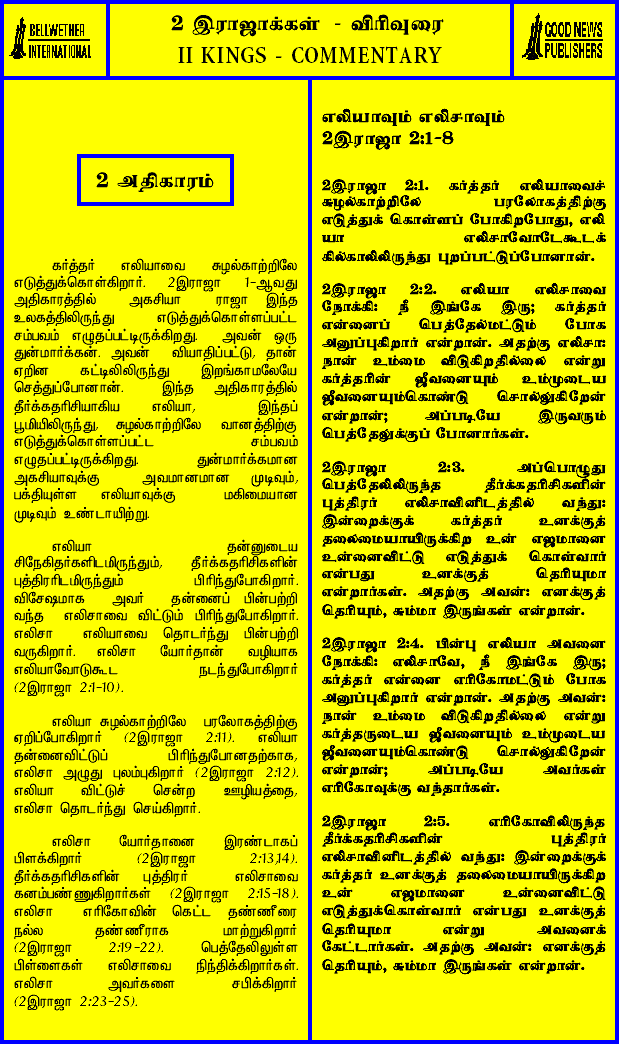 BELLWETHER
INTERNATIONAL
2 இராஜாக்கள் - விரிவுரை
II KINGS - COMMENTARY
GOOD NEWS
PUBLISHERS
2 அதிகாரம்
கர்த்தர் எலியாவை சுழல்காற்றிலே
எடுத்துக்கொள்கிறார். 2இராஜா 1-ஆவது
அதிகாரத்தில் அகசியா ராஜா இந்த
உலகத்திலிருந்து எடுத்துக்கொள்ளப்பட்ட
சம்பவம் எழுதப்பட்டிருக்கிறது. அவன் ஒரு
துன்மார்க்கன். அவன் வியாதிப்பட்டு, தான்
ஏறின கட்டிலிலிருந்து இறங்காமலேயே
செத்துப்போனான். இந்த அதிகாரத்தில்
தீர்க்கதரிசியாகிய எலியா, இந்தப்
பூமியிலிருந்து, சுழல்காற்றிலே வானத்திற்கு
எடுத்துக்கொள்ளப்பட்ட சம்பவம்
எழுதப்பட்டிருக்கிறது. துன்மார்க்கமான
அகசியாவுக்கு அவமானமான முடிவும்,
பக்தியுள்ள எலியாவுக்கு மகிமையான
முடிவும் உண்டாயிற்று.
எலியா தன்னுடைய
சிநேகிதர்களிடமிருந்தும், தீர்க்கதரிசிகளின்
புத்திரரிடமிருந்தும் பிரிந்துபோகிறார்.
விசேஷமாக அவர் தன்னைப் பின்பற்றி
வந்த எலிசாவை விட்டும் பிரிந்துபோகிறார்.
எலிசா எலியாவை தொடர்ந்து பின்பற்றி
வருகிறார். எலிசா யோர்தான் வழியாக
எலியாவோடுகூட நடந்துபோகிறார்
(2இராஜா 2:1-10).
எலியா சுழல்காற்றிலே பரலோகத்திற்கு
ஏறிப்போகிறார் (2இராஜா 2:11). எலியா
தன்னைவிட்டுப் பிரிந்துபோனதற்காக,
எலிசா அழுது புலம்புகிறார் (2இராஜா 2:12).
எலியா விட்டுச் சென்ற ஊழியத்தை,
எலிசா தொடர்ந்து செய்கிறார்.
எலிசா யோர்தானை இரண்டாகப்
பிளக்கிறார் (2இராஜா 2:13,14).
தீர்க்கதரிசிகளின் புத்திரர் எலிசாவை
கனம்பண்ணுகிறார்கள் (2இராஜா 2:15-18).
எலிசா எரிகோவின் கெட்ட தண்ணீரை
நல்ல தண்ணீராக மாற்றுகிறார்
(2இராஜா 2:19-22). பெத்தேலிலுள்ள
பிள்ளைகள் எலிசாவை நிந்திக்கிறார்கள்.
எலிசா அவர்களை சபிக்கிறார்
(2இராஜா 2:23-25).
எலியாவும் எலிசாவும்
2இராஜா 2:1-8
2இராஜா 2:1. கர்த்தர் எலியாவைச்
சுழல்காற்றிலே பரலோகத்திற்கு
எடுத்துக் கொள்ளப் போகிறபோது, எலி
யா எலிசாவோடேகூடக்
கில்காலிலிருந்து புறப்பட்டுப்போனான்.
2இராஜா 2:2. எலியா எலிசாவை
நோக்கி: நீ இங்கே இரு; கர்த்தர்
என்னைப் பெத்தேல்மட்டும் போக
அனுப்புகிறார் என்றான். அதற்கு எலிசா:
நான் உம்மை விடுகிறதில்லை என்று
கர்த்தரின் ஜீவனையும் உம்முடைய
ஜீவனையும்கொண்டு சொல்லுகிறேன்
என்றான்; அப்படியே இருவரும்
பெத்தேலுக்குப் போனார்கள்.
2இராஜா 2:3. அப்பொழுது
பெத்தேலிலிருந்த தீர்க்கதரிசிகளின்
புத்திரர் எலிசாவினிடத்தில் வந்து:
இன்றைக்குக் கர்த்தர் உனக்குத்
தலைமையாயிருக்கிற உன் எஜமானை
உன்னைவிட்டு எடுத்துக் கொள்வார்
என்பது உனக்குத் தெரியுமா
என்றார்கள். அதற்கு அவன்: எனக்குத்
தெரியும், சும்மா இருங்கள் என்றான்.
2இராஜா 2:4. பின்பு எலியா அவனை
நோக்கி: எலிசாவே, நீ இங்கே இரு;
கர்த்தர் என்னை எரிகோமட்டும் போக
அனுப்புகிறார் என்றான். அதற்கு அவன்:
நான் உம்மை விடுகிறதில்லை என்று
கர்த்தருடைய ஜீவனையும் உம்முடைய
ஜீவனையும்கொண்டு சொல்லுகிறேன்
என்றான்; அப்படியே அவர்கள்
எரிகோவுக்கு வந்தார்கள்.
2இராஜா 2:5. எரிகோவிலிருந்த
தீர்க்கதரிசிகளின் புத்திரர்
எலிசாவினிடத்தில் வந்து: இன்றைக்குக்
கர்த்தர் உனக்குத் தலைமையாயிருக்கிற
உன் எஜமானை உன்னைவிட்டு
எடுத்துக்கொள்வார் என்பது உனக்குத்
தெரியுமா என்று அவனைக்
கேட்டார்கள். அதற்கு அவன்: எனக்குத்
தெரியும், சும்மா இருங்கள் என்றான்.